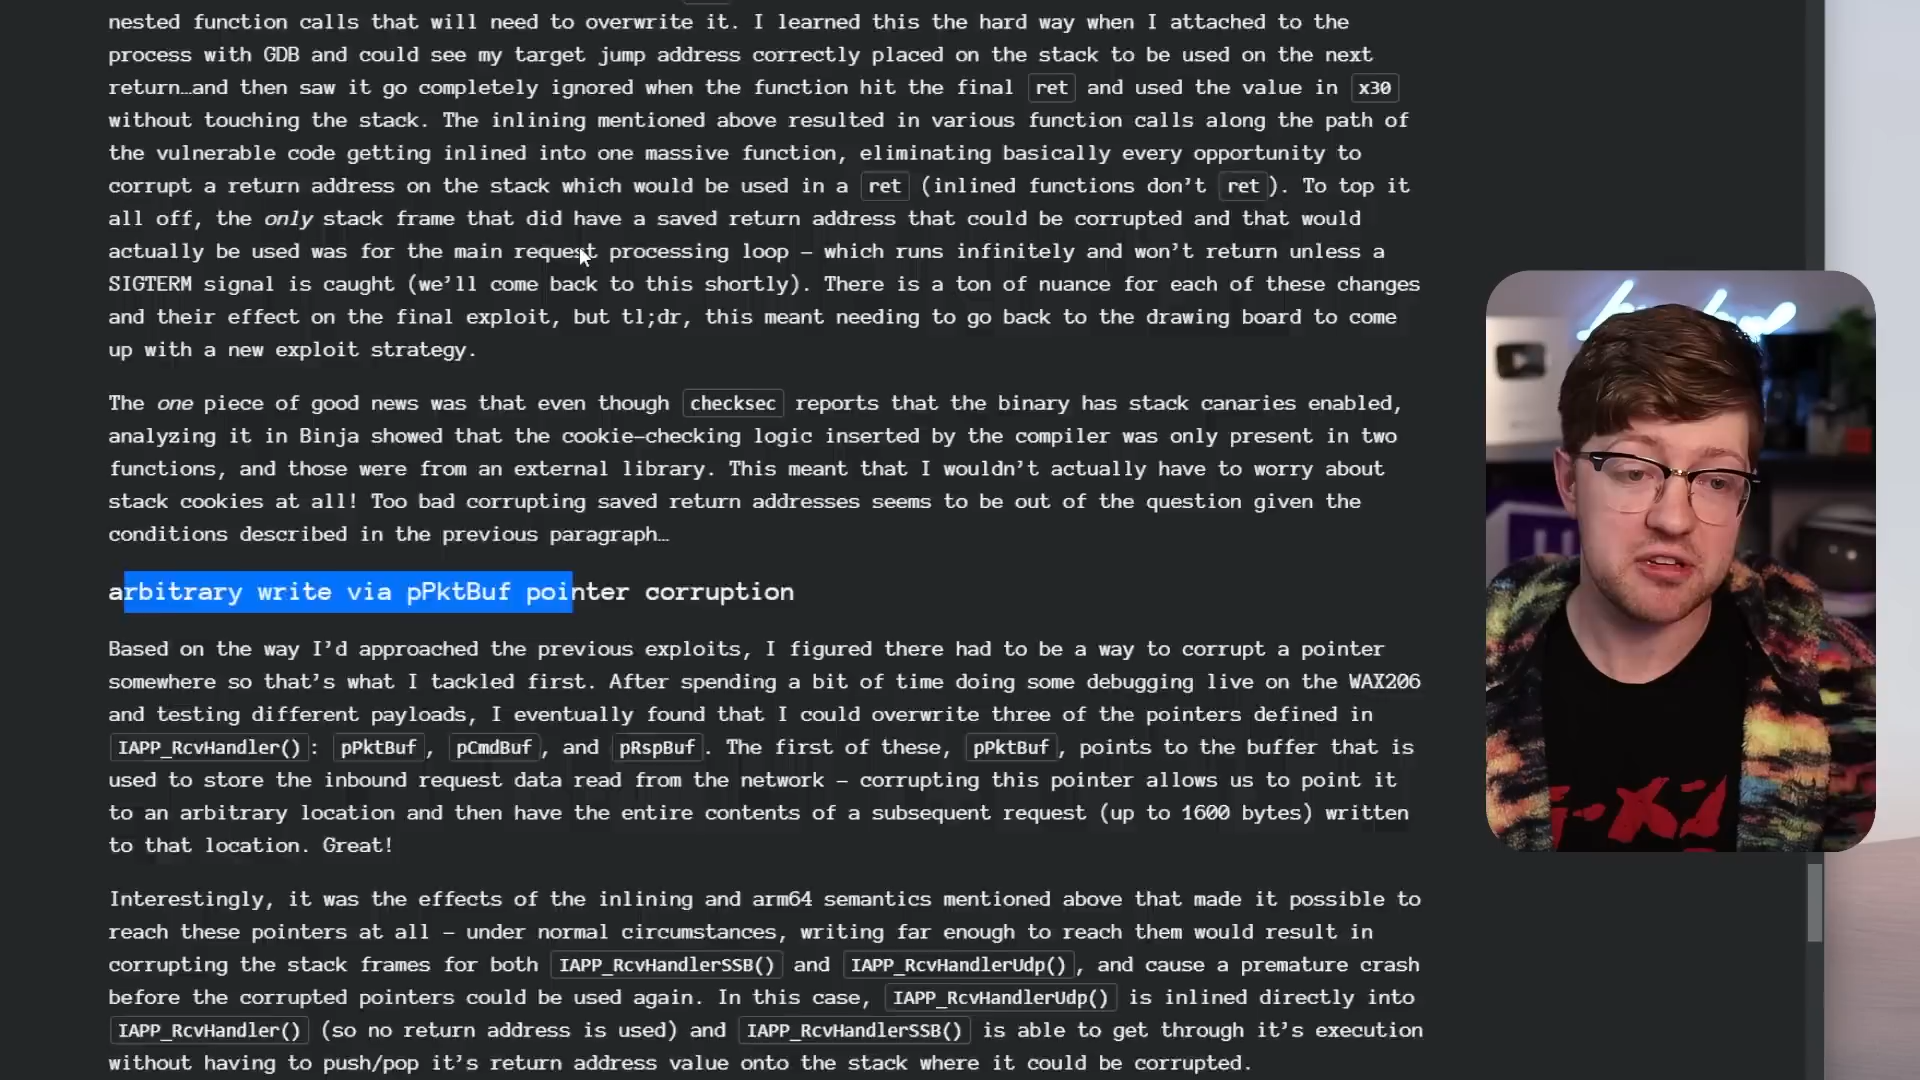 nested function calls that will need to overwrite it. I learned this the hard way when I attached to the
process with GDB and could see my target jump address correctly placed on the stack to be used on the next
return…and then saw it go completely ignored when the function hit the final ret and used the value in x30
without touching the stack. The inlining mentioned above resulted in various function calls along the path of
the vulnerable code getting inlined into one massive function, eliminating basically every opportunity to
corrupt a return address on the stack which would be used in a ret (inlined functions don’t ret). To top it
all off, the only stack frame that did have a saved return address that could be corrupted and that would
actually be used was for the main request processing loop – which runs infinitely and won’t return unless a
SIGTERM signal is caught (we’ll come back to this shortly). There is a ton of nuance for each of these changes
and their effect on the final exploit, but tl;dr, this meant needing to go back to the drawing board to come
up with a new exploit strategy.
The one piece of good news was that even though checksec reports that the binary has stack canaries enabled,
analyzing it in Binja showed that the cookie-checking logic inserted by the compiler was only present in two
functions, and those were from an external library. This meant that I wouldn’t actually have to worry about
stack cookies at all! Too bad corrupting saved return addresses seems to be out of the question given the
conditions described in the previous paragraph…
arbitrary write via pPktBuf pointer corruption
Based on the way I’d approached the previous exploits, I figured there had to be a way to corrupt a pointer
somewhere so that’s what I tackled first. After spending a bit of time doing some debugging live on the WAX206
and testing different payloads, I eventually found that I could overwrite three of the pointers defined in
IAPP_RcvHandler(): pPktBuf, pCmdBuf, and pRspBuf. The first of these, pPktBuf, points to the buffer that is
used to store the inbound request data read from the network – corrupting this pointer allows us to point it
to an arbitrary location and then have the entire contents of a subsequent request (up to 1600 bytes) written
to that location. Great!
Interestingly, it was the effects of the inlining and arm64 semantics mentioned above that made it possible to
reach these pointers at all – under normal circumstances, writing far enough to reach them would result in
corrupting the stack frames for both IAPP_RcvHandlerSSB() and IAPP_RcvHandlerUdp(), and cause a premature crash
before the corrupted pointers could be used again. In this case, IAPP_RcvHandlerUdp() is inlined directly into
IAPP_RcvHandler() (so no return address is used) and IAPP_RcvHandlerSSB() is able to get through it’s execution
without having to push/pop it’s return address value onto the stack where it could be corrupted.